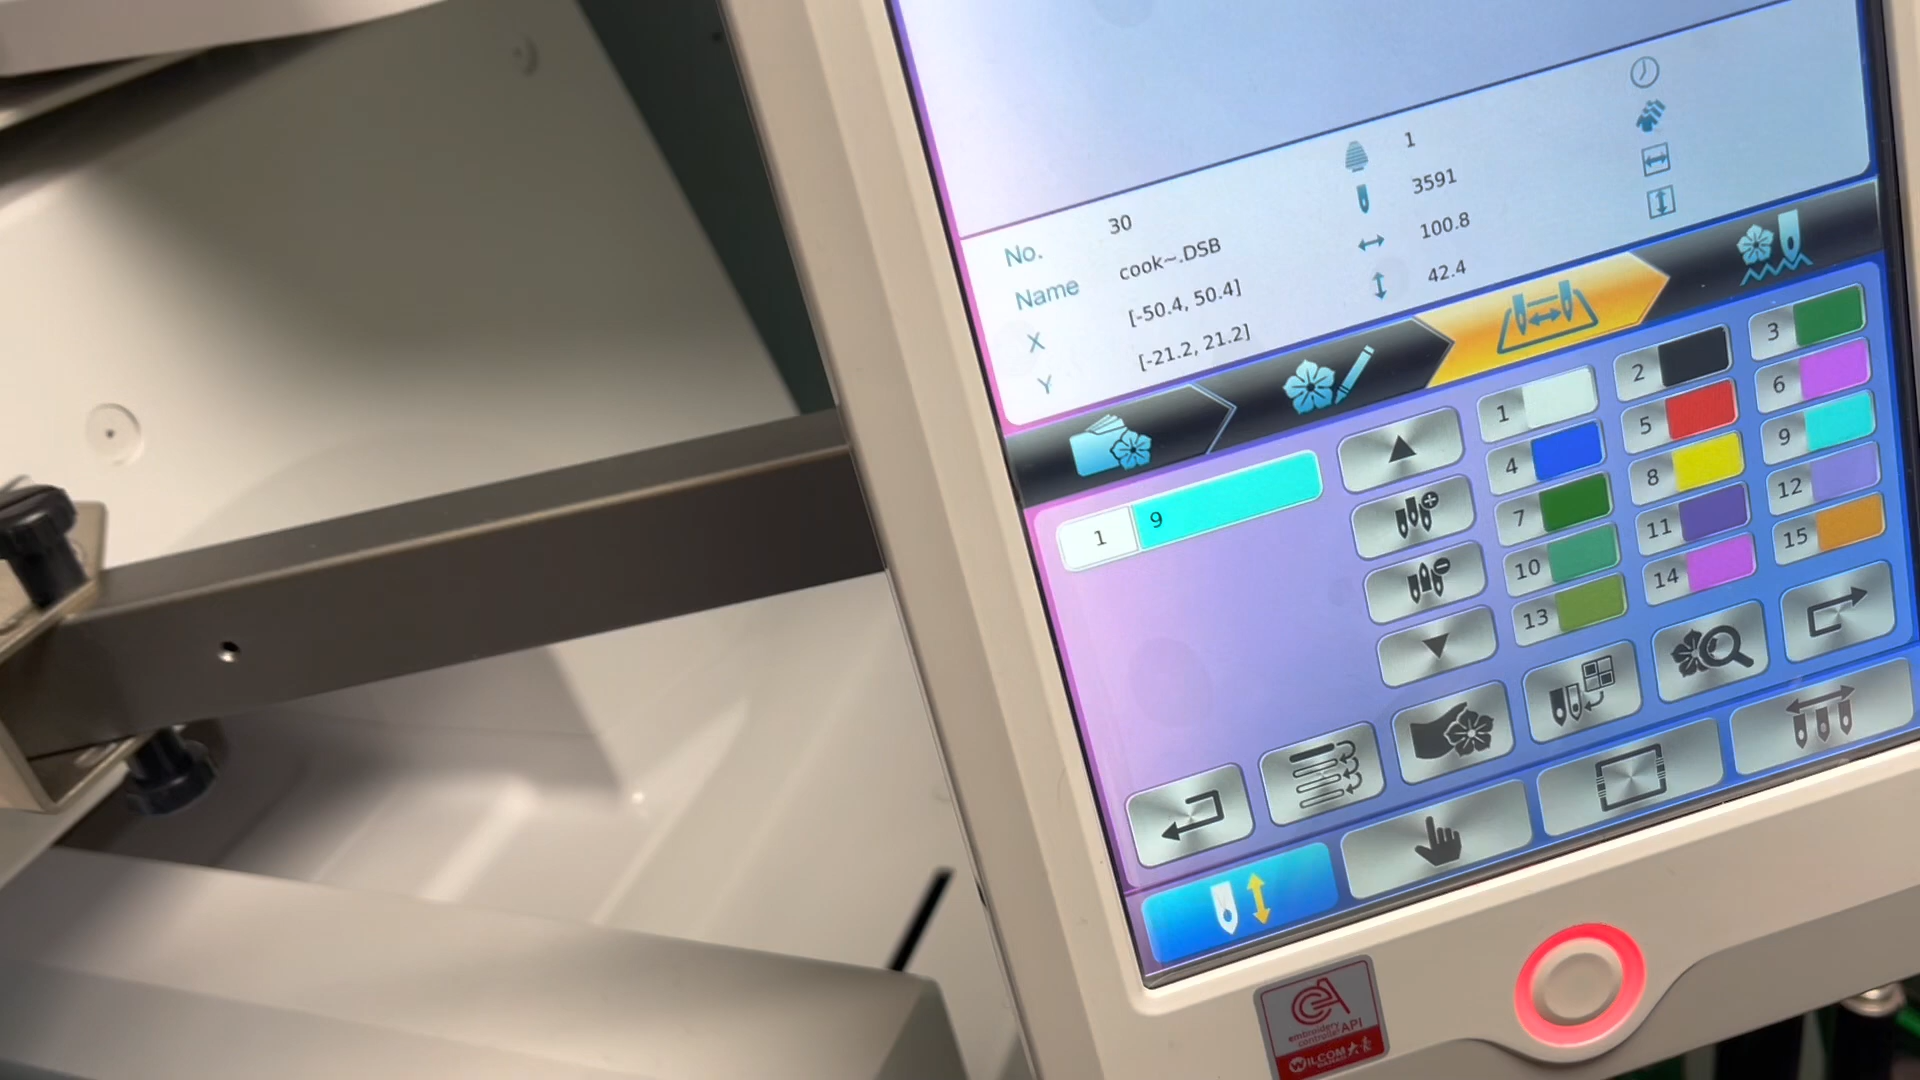 No. 30
Name cook~.DSB
X [-50.4, 50.4]
Y [-21.2, 21.2]
1
3591
100.8
42.4
1 9
1 2 3
4 5 6
7 8 9
10 11 12
13 14 15
embroidery
controller API
WILCOM